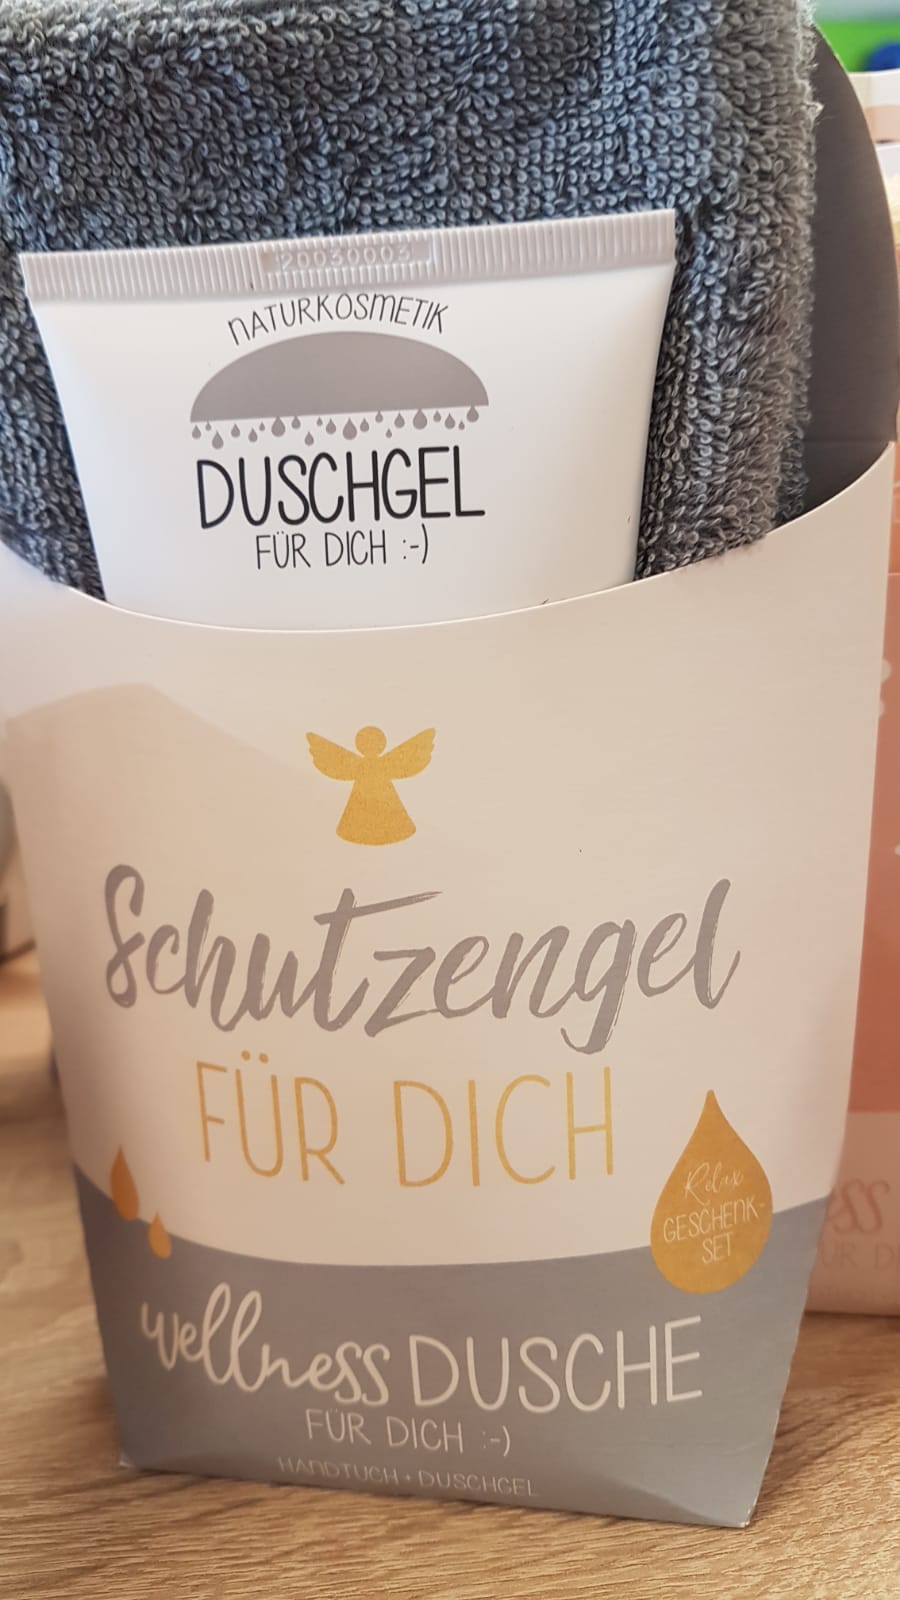 20030003
NATURKOSMETIK
DUSCHGEL
FÜR DICH :-)
Schutzengel
FÜR DICH
Relax
GESCHENK-
SET
wellness DUSCHE
FÜR DICH :-)
HANDTUCH + DUSCHGEL